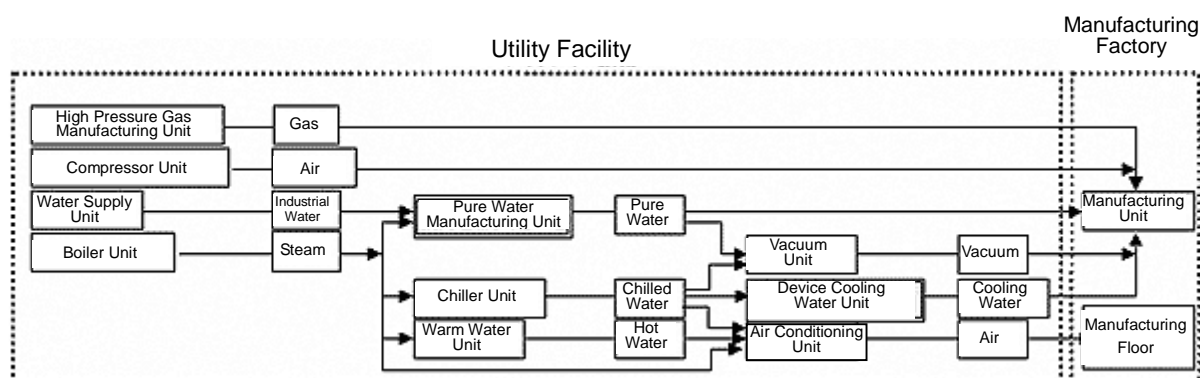 Manufacturing
Factory
Utility Facility
High Pressure Gas
Manufacturing Unit
Gas
Compressor Unit
Air
Water Supply
Unit
Industrial
Water
Pure Water
Manufacturing Unit
Pure
Water
Manufacturing
Unit
Boiler Unit
Steam
Vacuum
Unit
Vacuum
Chiller Unit
Chilled
Water
Device Cooling
Water Unit
Cooling
Water
Warm Water
Unit
Hot
Water
Air Conditioning
Unit
Air
Manufacturing
Floor